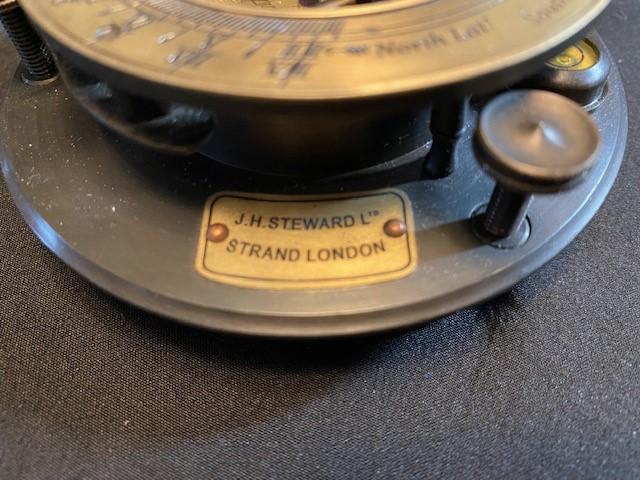 North Lat.
J.H.STEWARD LTD
STRAND LONDON